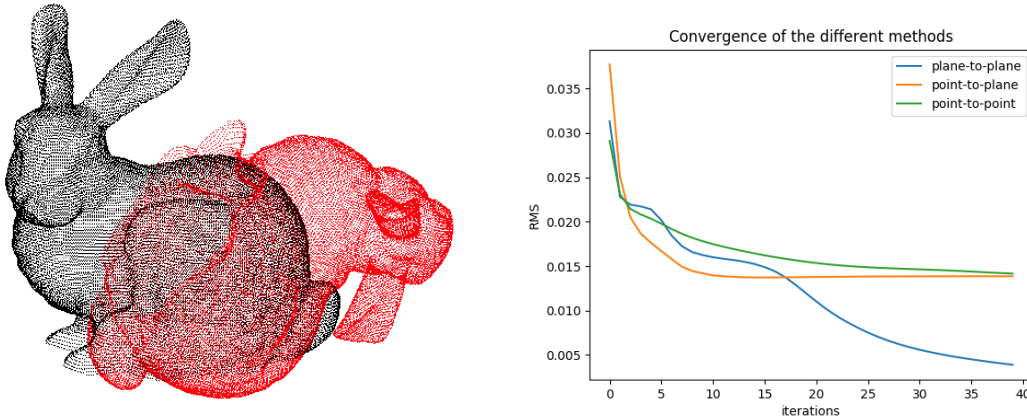 Convergence of the different methods
plane-to-plane
point-to-plane
point-to-point
0.035
0.030
0.025
0.020
0.015
0.010
0.005
RMS
0 5 10 15 20 25 30 35 40
iterations